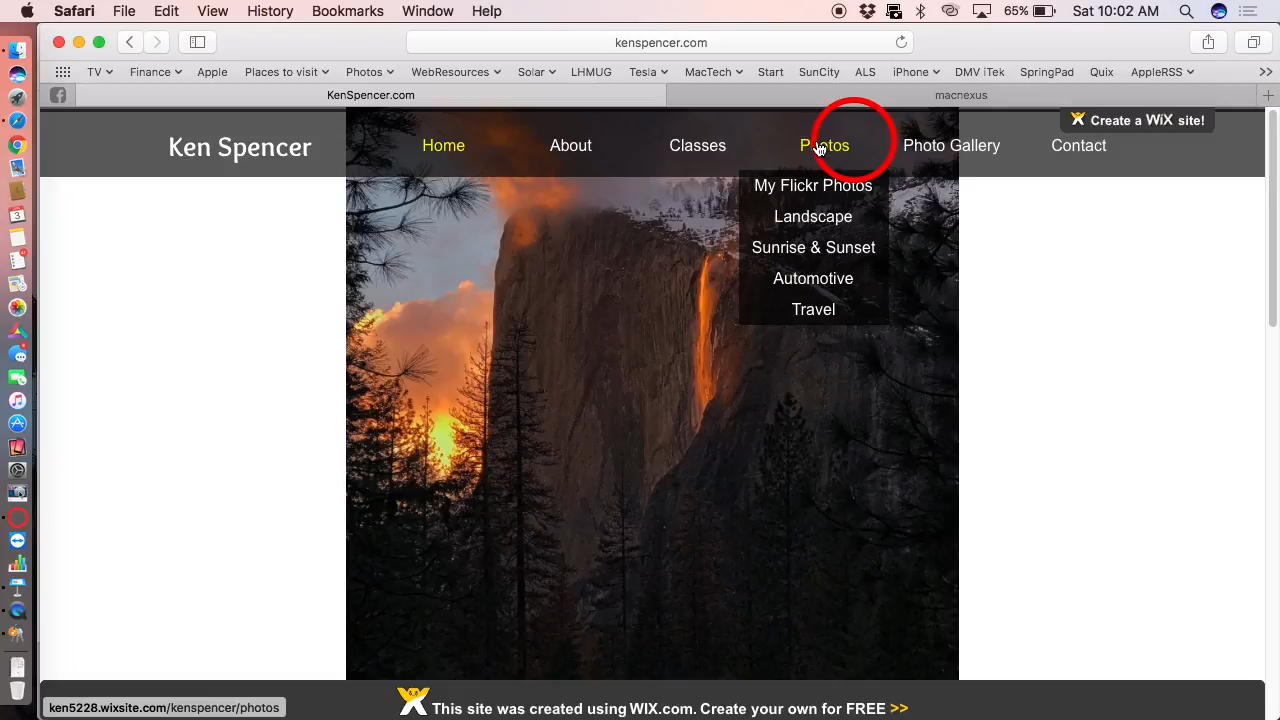 Safari File Edit View History Bookmarks Window Help 65% Sat 10:02 AM
kenspencer.com
TV Finance Apple Places to visit Photos WebResources Solar LHMUG Tesla MacTech Start SunCity ALS iPhone DMV iTek SpringPad Quix AppleRSS >>
KenSpencer.com macnexus
Create a WiX site!
Ken Spencer Home About Classes Photos Photo Gallery Contact
My Flickr Photos
Landscape
Sunrise & Sunset
Automotive
Travel
ken5228.wixsite.com/kenspencer/photos
This site was created using WIX.com. Create your own for FREE >>